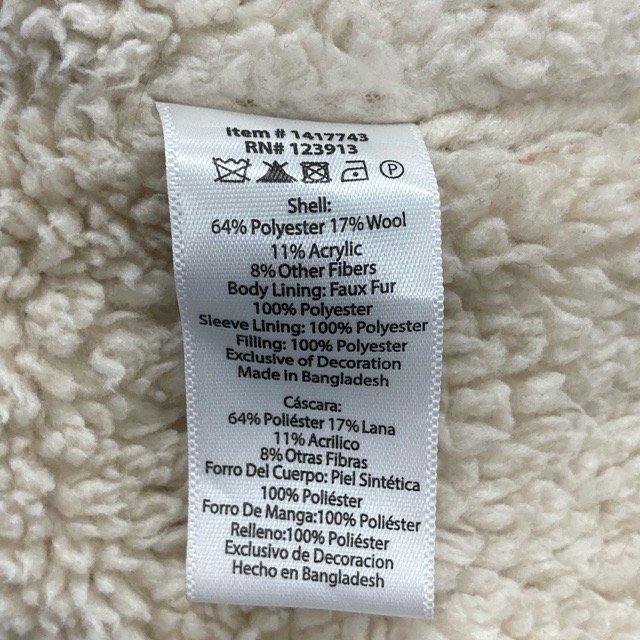 Item # 1417743
RN# 123913
P
Shell:
64% Polyester 17% Wool
11% Acrylic
8% Other Fibers
Body Lining: Faux Fur
100% Polyester
Sleeve Lining: 100% Polyester
Filling: 100% Polyester
Exclusive of Decoration
Made in Bangladesh
Cáscara:
64% Poliéster 17% Lana
11% Acrilico
8% Otras Fibras
Forro Del Cuerpo: Piel Sintética
100% Poliéster
Forro De Manga:100% Poliéster
Relleno:100% Poliéster
Exclusivo de Decoracion
Hecho en Bangladesh